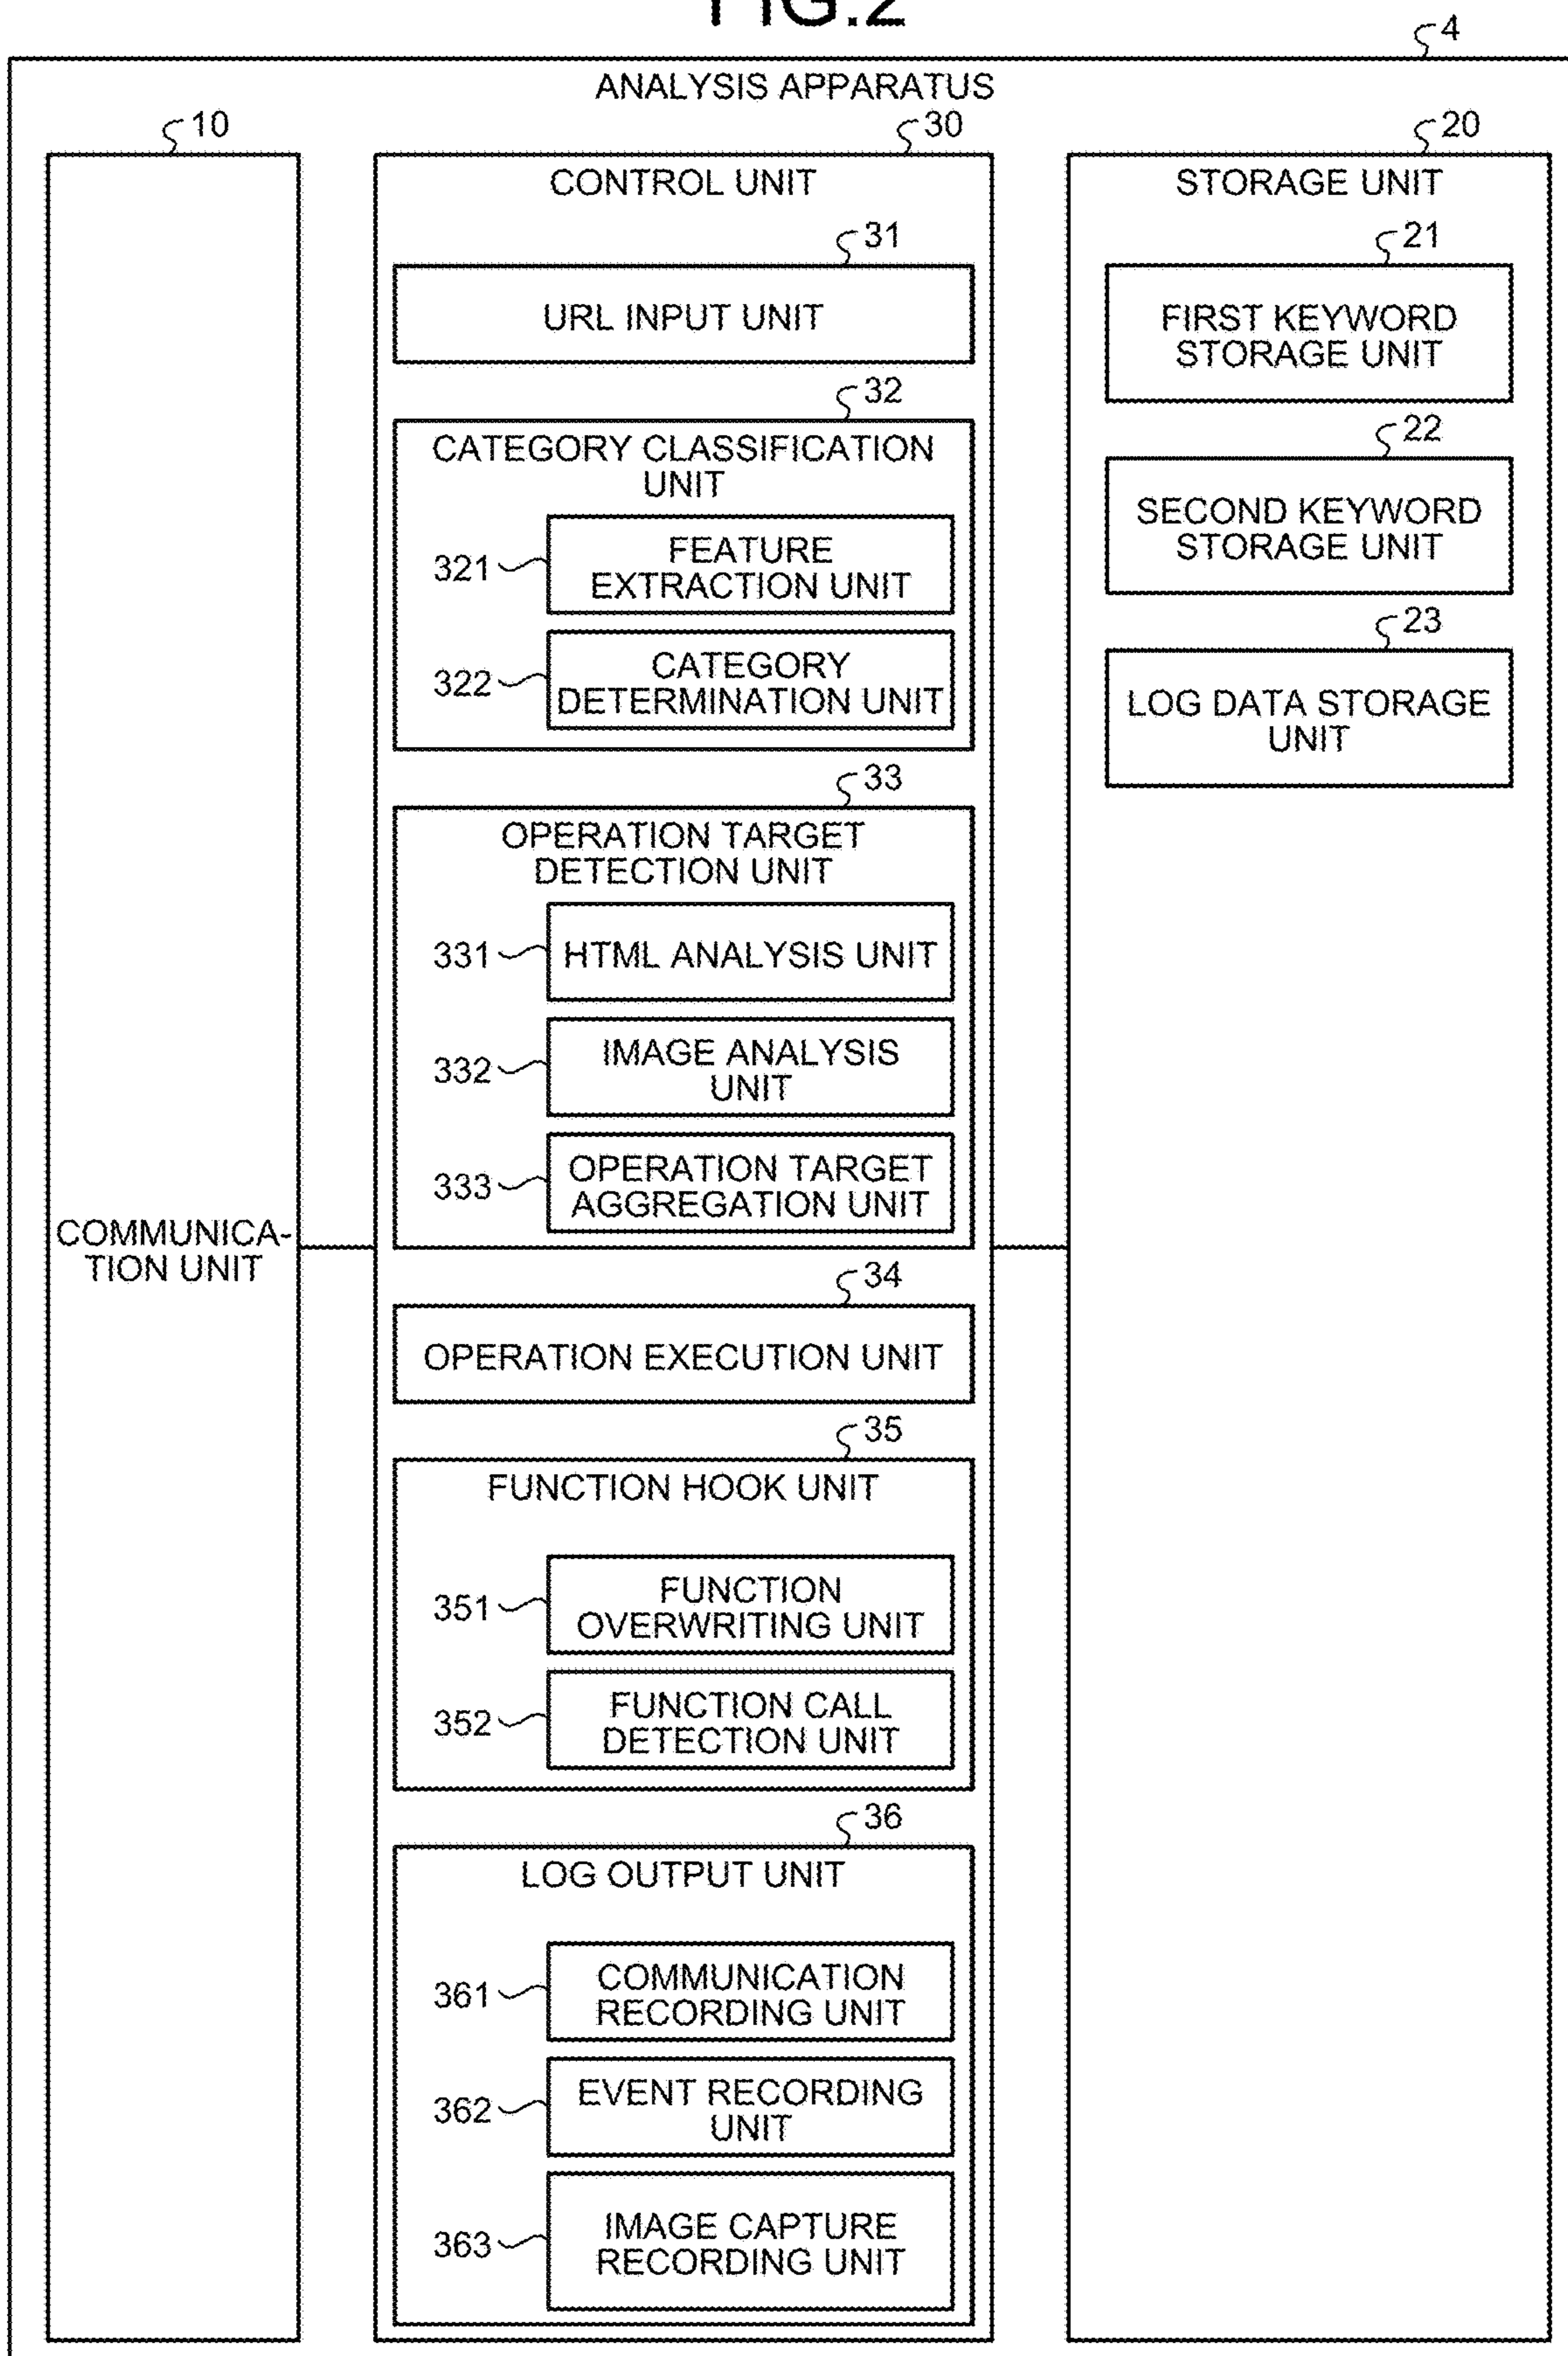 FIG.2
4
ANALYSIS APPARATUS
10
COMMUNICA-
TION UNIT
30
CONTROL UNIT
31
URL INPUT UNIT
32
CATEGORY CLASSIFICATION
UNIT
321
FEATURE
EXTRACTION UNIT
322
CATEGORY
DETERMINATION UNIT
33
OPERATION TARGET
DETECTION UNIT
331
HTML ANALYSIS UNIT
332
IMAGE ANALYSIS
UNIT
333
OPERATION TARGET
AGGREGATION UNIT
34
OPERATION EXECUTION UNIT
35
FUNCTION HOOK UNIT
351
FUNCTION
OVERWRITING UNIT
352
FUNCTION CALL
DETECTION UNIT
36
LOG OUTPUT UNIT
361
COMMUNICATION
RECORDING UNIT
362
EVENT RECORDING
UNIT
363
IMAGE CAPTURE
RECORDING UNIT
20
STORAGE UNIT
21
FIRST KEYWORD
STORAGE UNIT
22
SECOND KEYWORD
STORAGE UNIT
23
LOG DATA STORAGE
UNIT